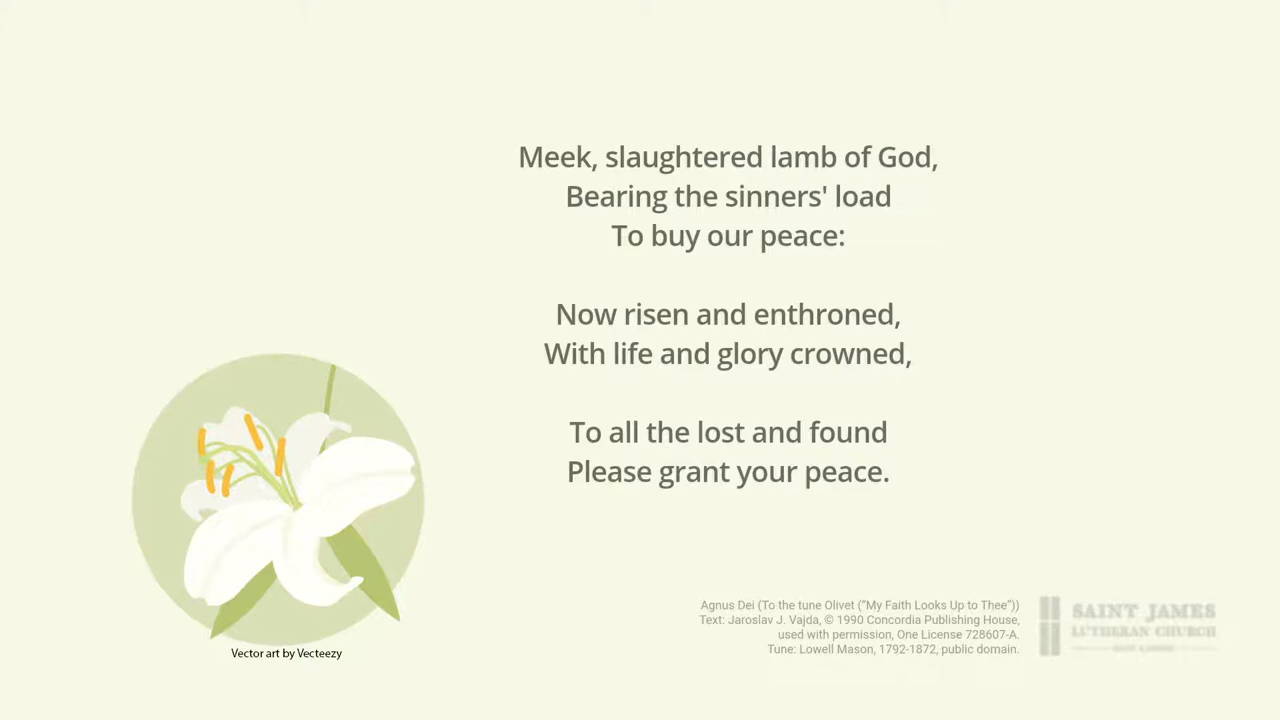 Meek, slaughtered lamb of God,
Bearing the sinners' load
To buy our peace:
Now risen and enthroned,
With life and glory crowned,
To all the lost and found
Please grant your peace.
Vector art by Vecteezy
Agnus Dei (To the tune Olivet (“My Faith Looks Up to Thee”))
Text: Jaroslav J. Vajda, © 1990 Concordia Publishing House,
used with permission, One License 728607-A.
Tune: Lowell Mason, 1792-1872, public domain.
SAINT JAMES
LUTHERAN CHURCH